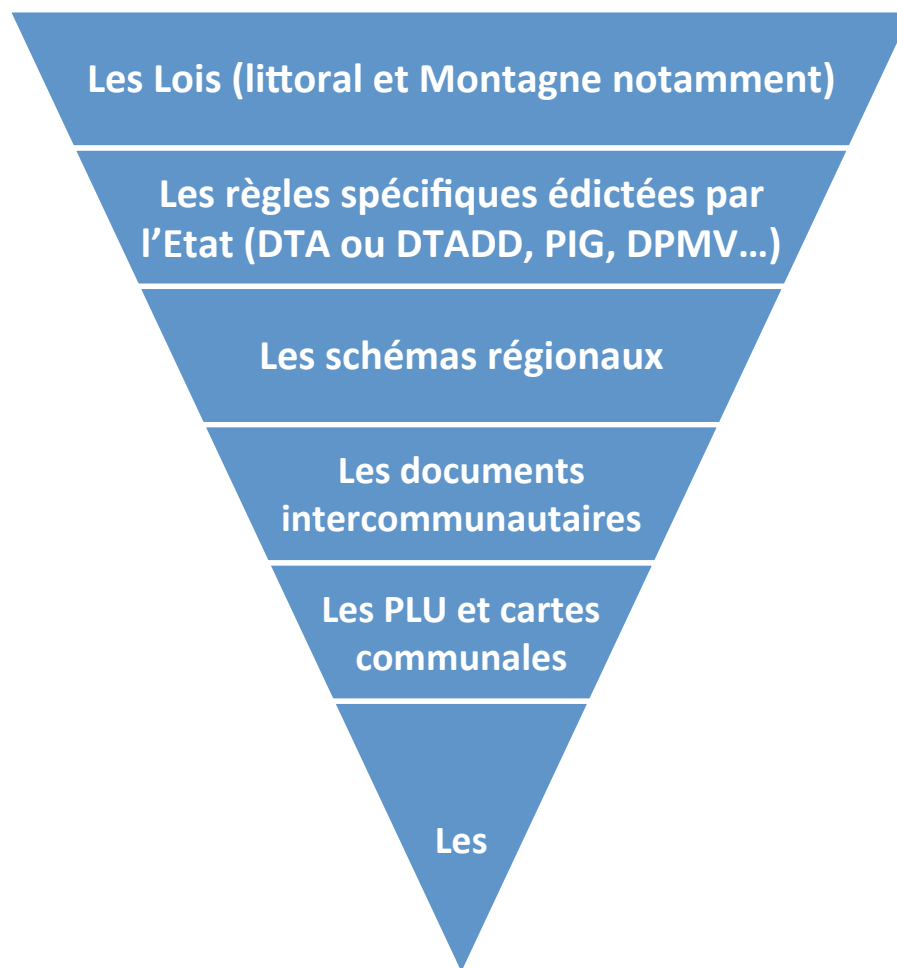 Les Lois (littoral et Montagne notamment)
Les règles spécifiques édictées par
l’Etat (DTA ou DTADD, PIG, DPMV…)
Les schémas régionaux
Les documents
intercommunautaires
Les PLU et cartes
communales
Les